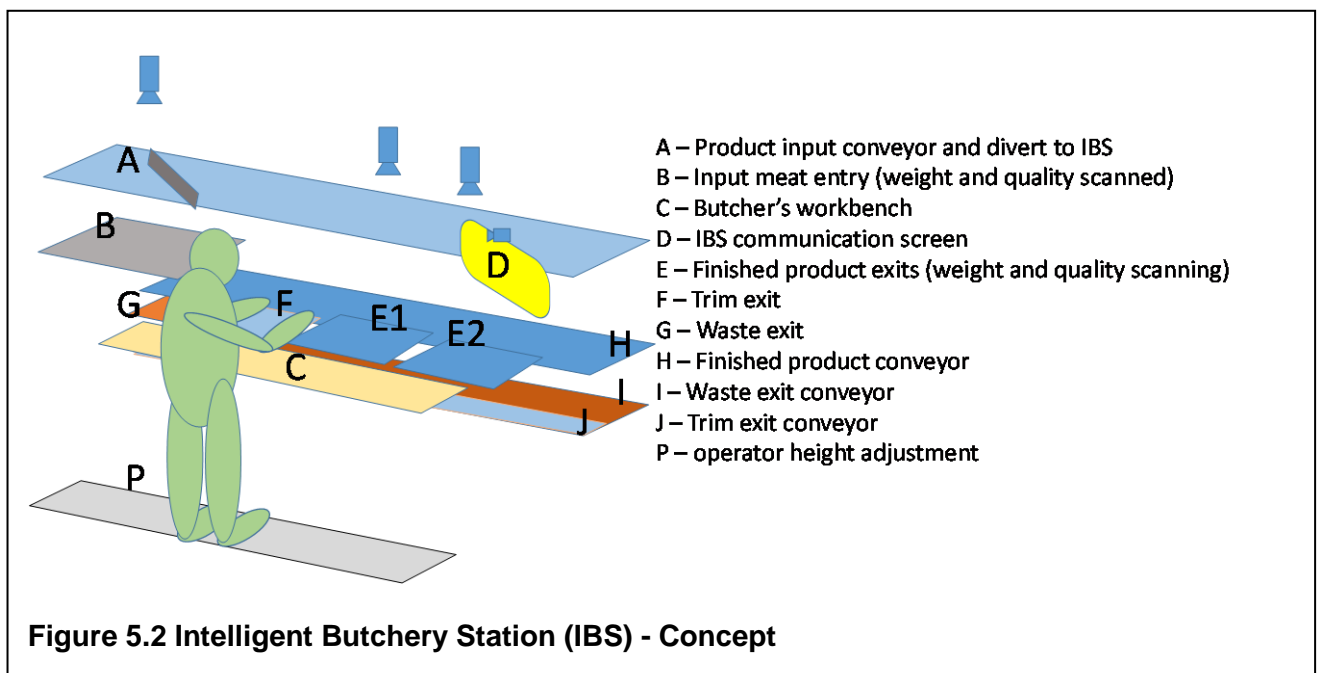 A
B
D
G
F
E1
E2
H
C
I
J
P
A – Product input conveyor and divert to IBS
B – Input meat entry (weight and quality scanned)
C – Butcher's workbench
D – IBS communication screen
E – Finished product exits (weight and quality scanning)
F – Trim exit
G – Waste exit
H – Finished product conveyor
I – Waste exit conveyor
J – Trim exit conveyor
P – operator height adjustment
Figure 5.2 Intelligent Butchery Station (IBS) - Concept